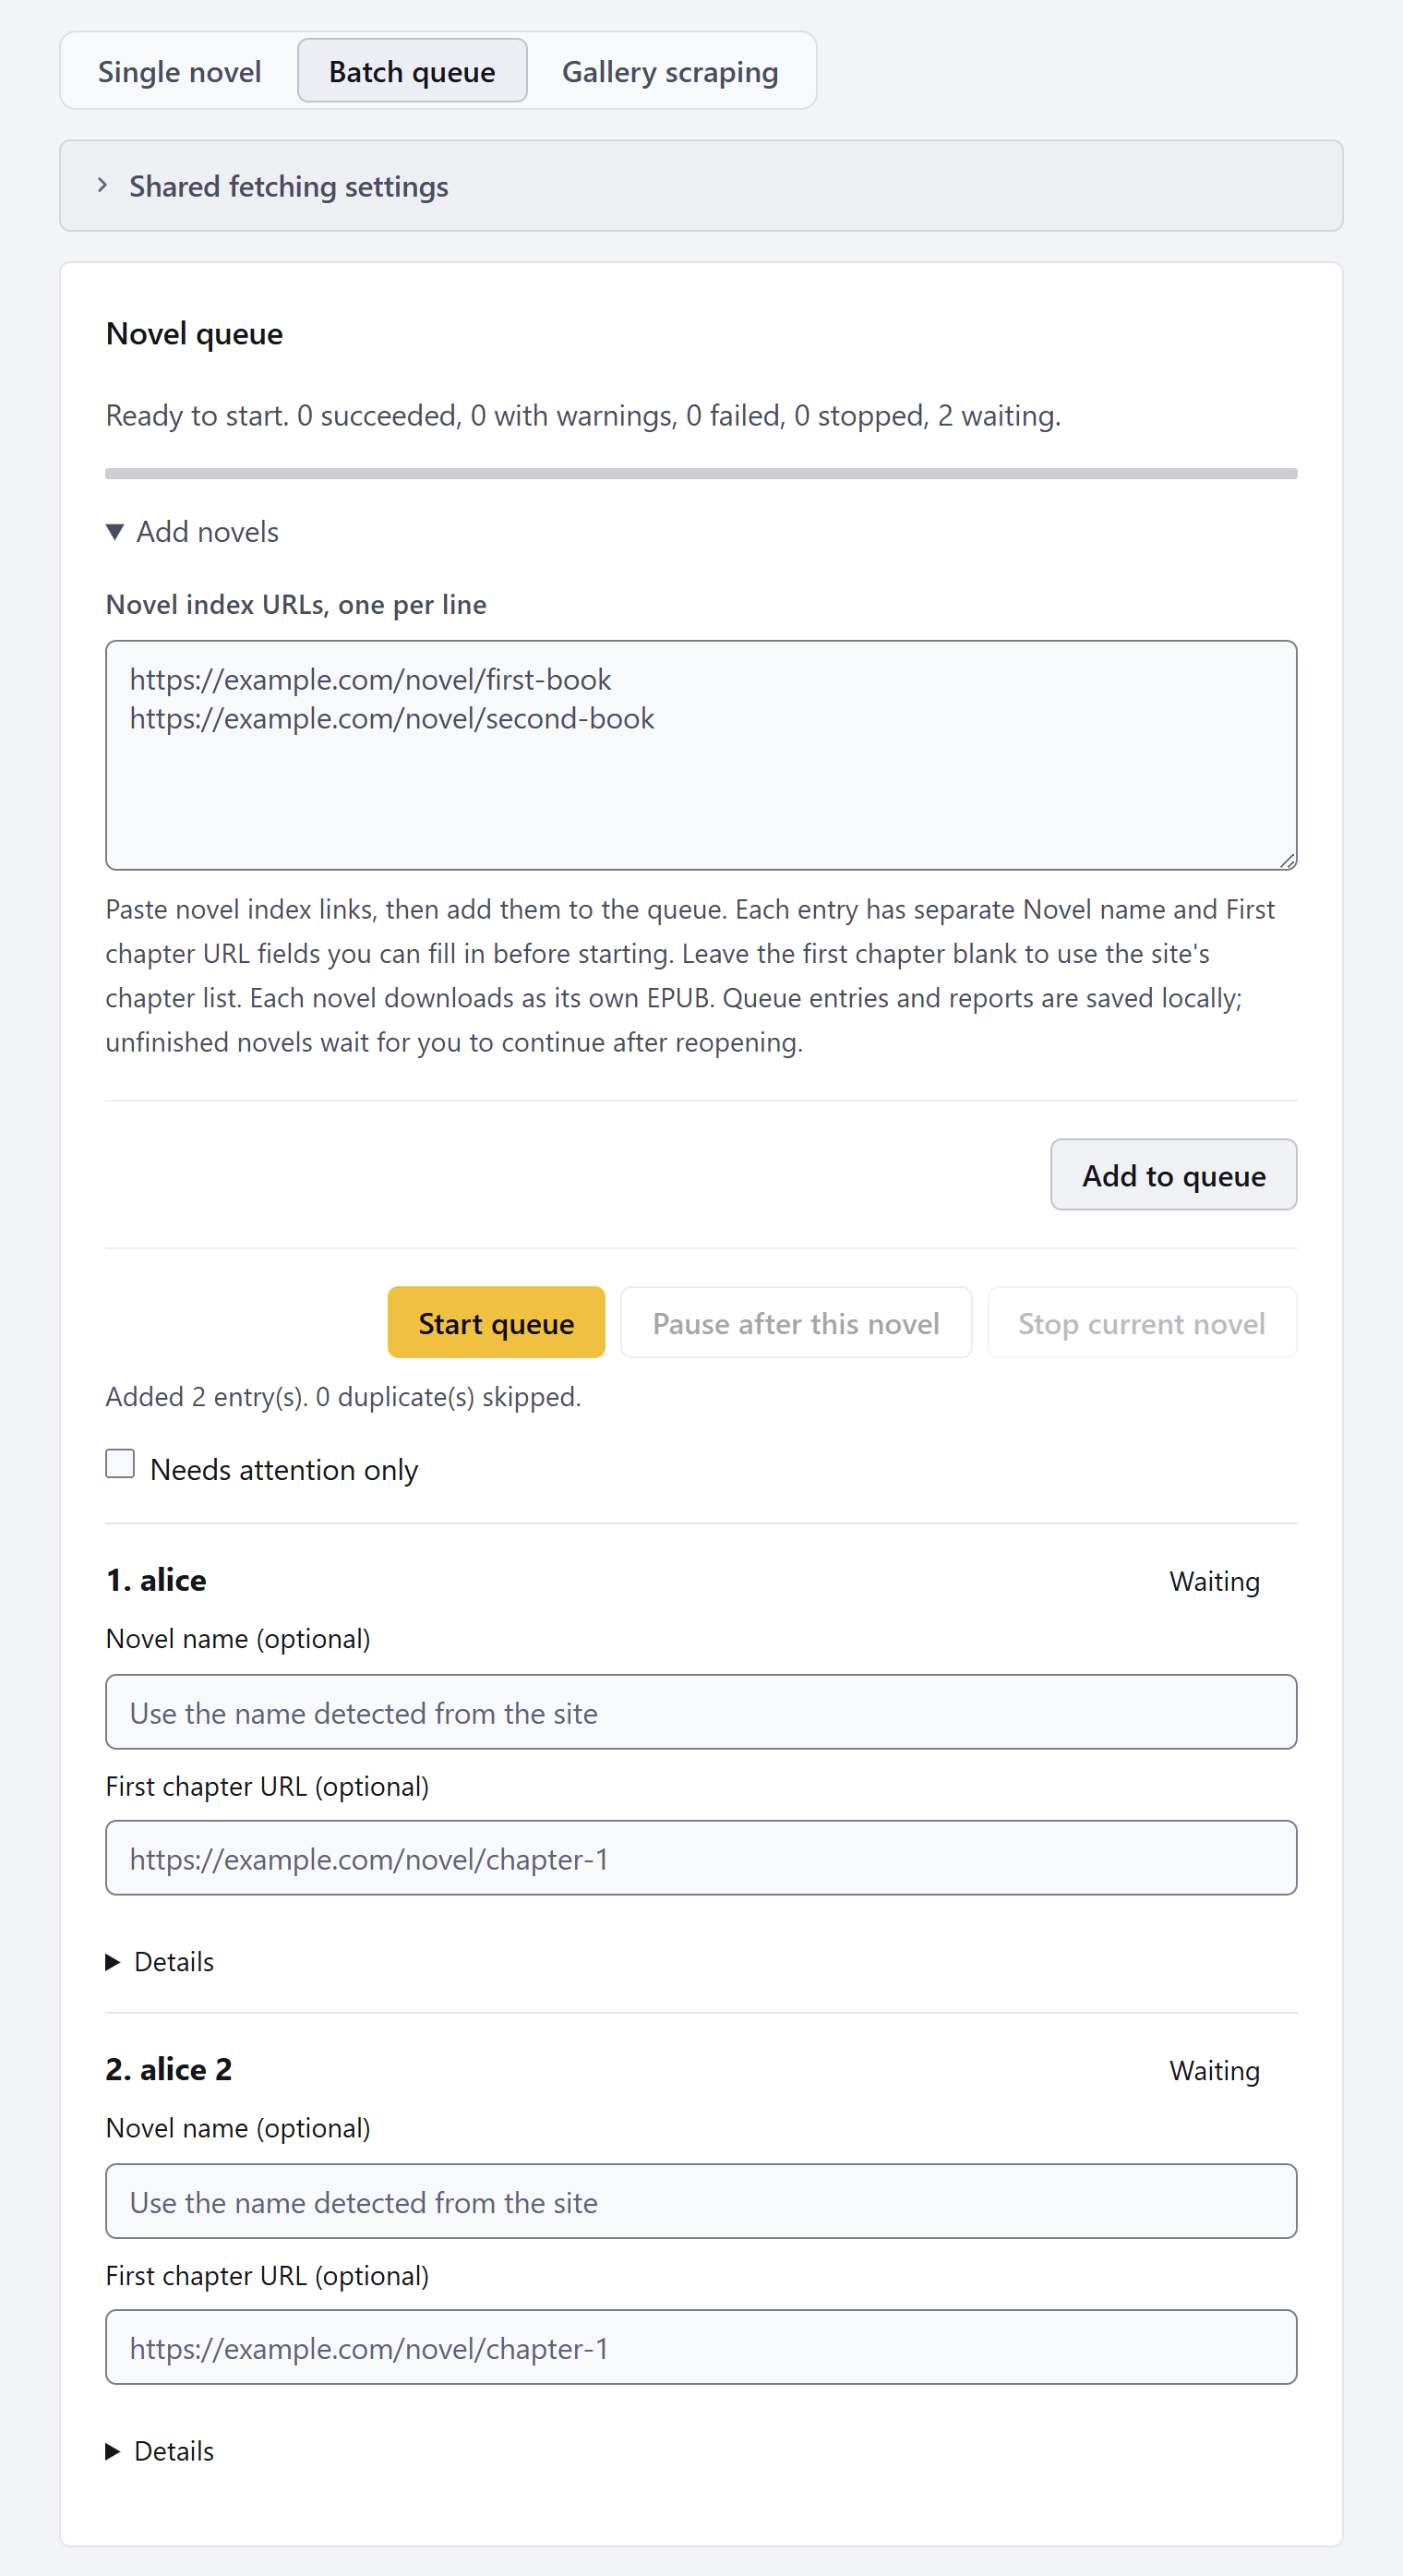 Single novel
Batch queue
Gallery scraping
Shared fetching settings
Novel queue
Ready to start. 0 succeeded, 0 with warnings, 0 failed, 0 stopped, 2 waiting.
Add novels
Novel index URLs, one per line
https://example.com/novel/first-book
https://example.com/novel/second-book
Paste novel index links, then add them to the queue. Each entry has separate Novel name and First
chapter URL fields you can fill in before starting. Leave the first chapter blank to use the site's
chapter list. Each novel downloads as its own EPUB. Queue entries and reports are saved locally;
unfinished novels wait for you to continue after reopening.
Add to queue
Start queue
Pause after this novel
Stop current novel
Added 2 entry(s). 0 duplicate(s) skipped.
Needs attention only
1. alice
Waiting
Novel name (optional)
Use the name detected from the site
First chapter URL (optional)
https://example.com/novel/chapter-1
Details
2. alice 2
Waiting
Novel name (optional)
Use the name detected from the site
First chapter URL (optional)
https://example.com/novel/chapter-1
Details